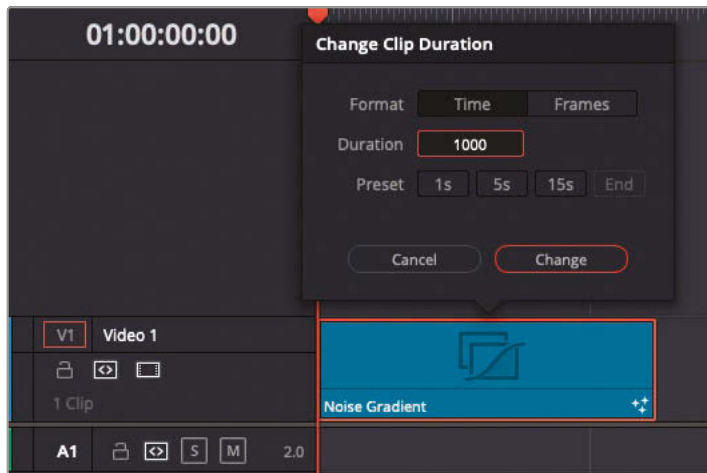 01:00:00:00
Change Clip Duration
Format Time Frames
Duration 1000
Preset 1s 5s 15s End
Cancel Change
V1 Video 1
1 Clip
Noise Gradient
A1 S M 2.0